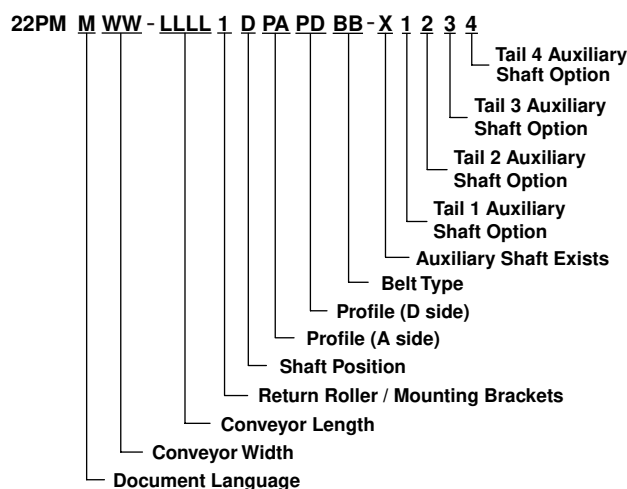 22PM M WW - LLLL 1 D PA PD BB - X 1 2 3 4
Tail 4 Auxiliary
Shaft Option
Tail 3 Auxiliary
Shaft Option
Tail 2 Auxiliary
Shaft Option
Tail 1 Auxiliary
Shaft Option
Auxiliary Shaft Exists
Belt Type
Profile (D side)
Profile (A side)
Shaft Position
Return Roller / Mounting Brackets
Conveyor Length
Conveyor Width
Document Language